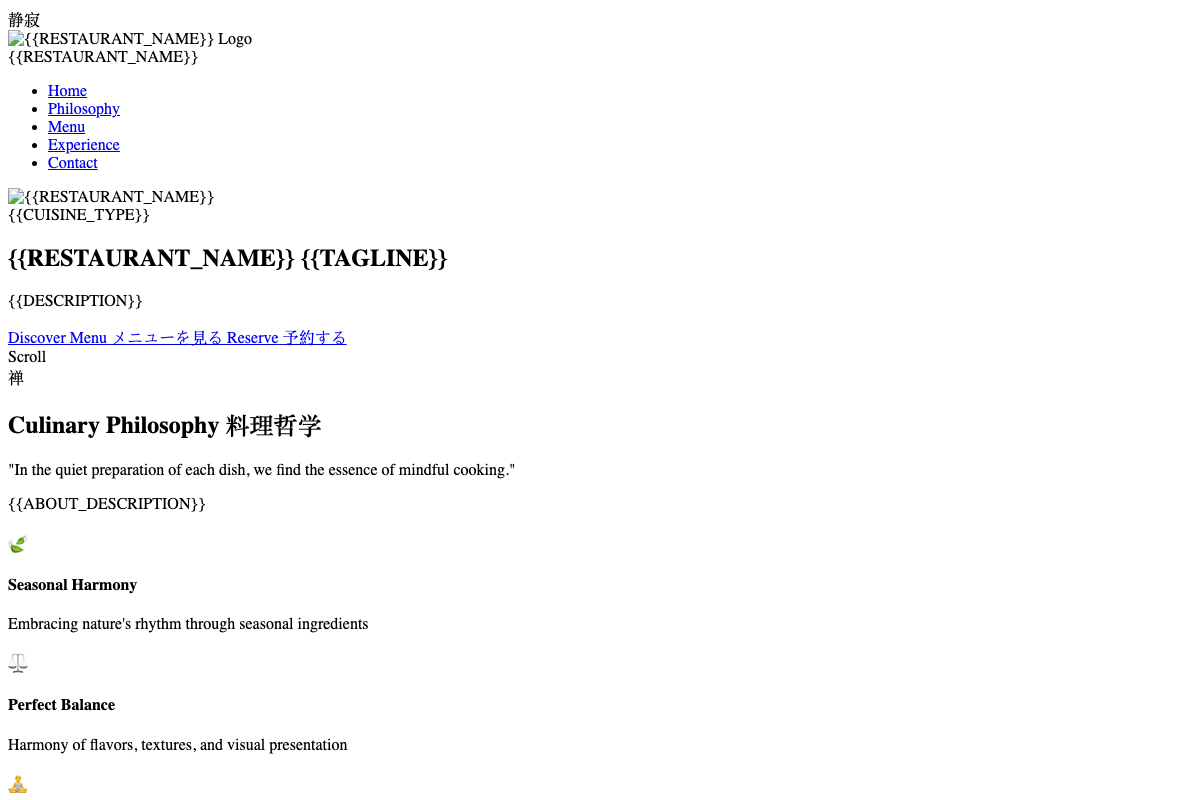 静寂
{{RESTAURANT_NAME}} Logo
{{RESTAURANT_NAME}}
Home
Philosophy
Menu
Experience
Contact
{{RESTAURANT_NAME}}
{{CUISINE_TYPE}}
{{RESTAURANT_NAME}} {{TAGLINE}}
{{DESCRIPTION}}
Discover Menu メニューを見る Reserve 予約する
Scroll
禅
Culinary Philosophy 料理哲学
"In the quiet preparation of each dish, we find the essence of mindful cooking."
{{ABOUT_DESCRIPTION}}
Seasonal Harmony
Embracing nature's rhythm through seasonal ingredients
Perfect Balance
Harmony of flavors, textures, and visual presentation